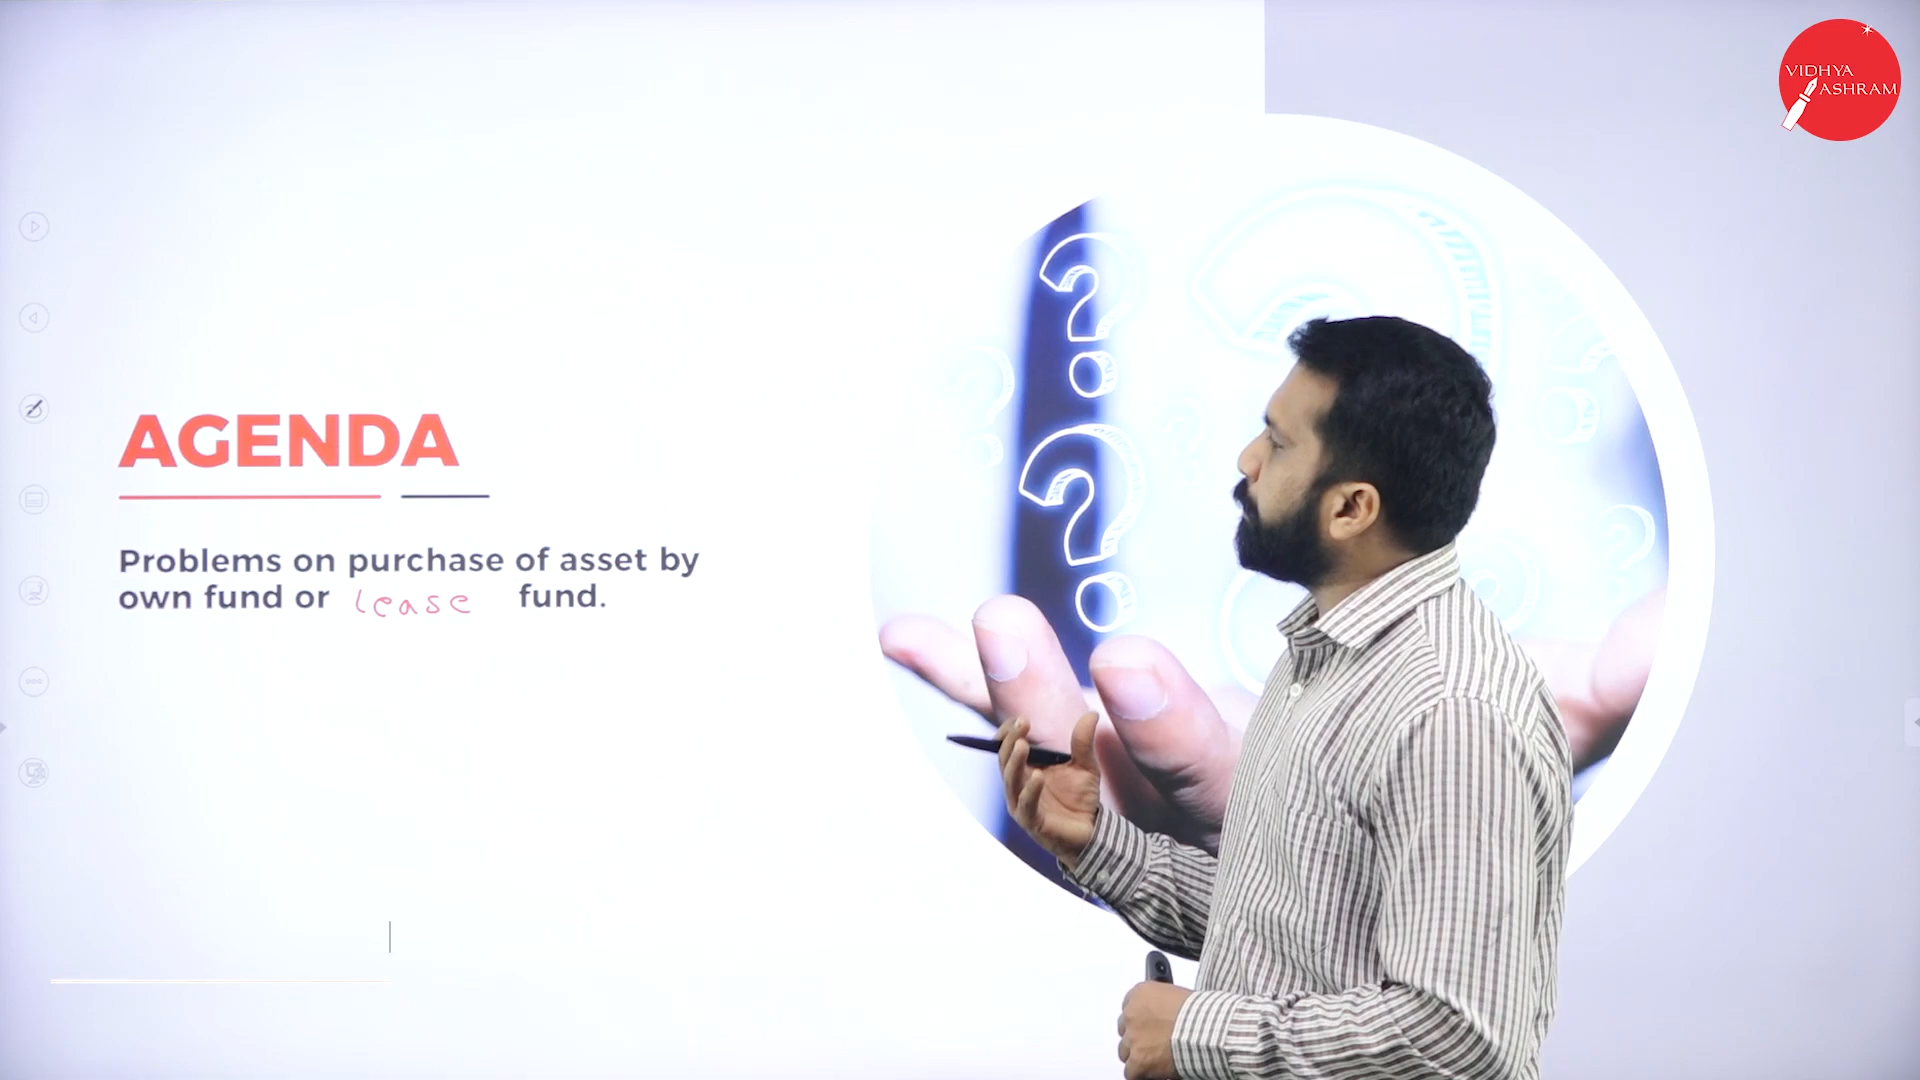 VIDHYA
ASHRAM
AGENDA
Problems on purchase of asset by
own fund or lease fund.